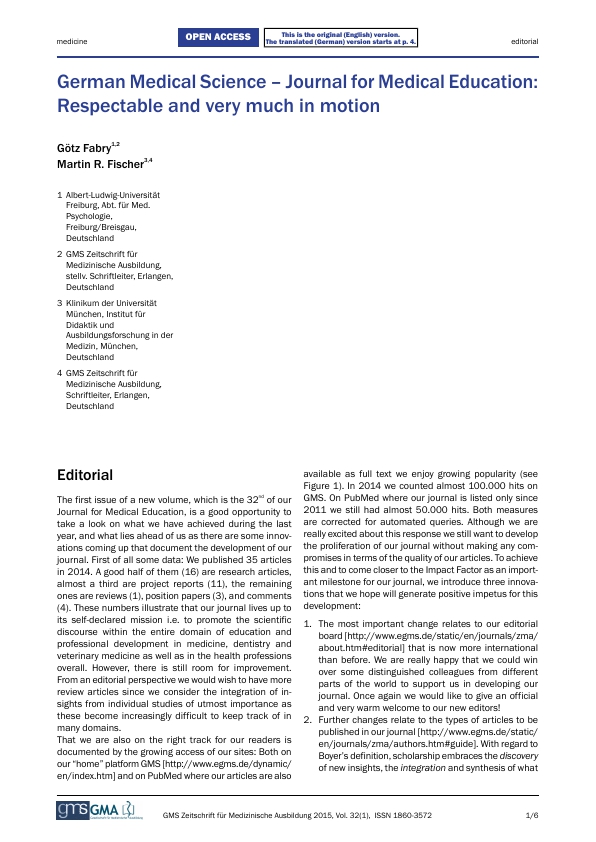 medicine
OPEN ACCESS
This is the original (English) version.
The translated (German) version starts at p. 4.
editorial
German Medical Science – Journal for Medical Education:
Respectable and very much in motion
Götz Fabry1,2
Martin R. Fischer3,4
1 Albert-Ludwig-Universität
Freiburg, Abt. für Med.
Psychologie,
Freiburg/Breisgau,
Deutschland
2 GMS Zeitschrift für
Medizinische Ausbildung,
stellv. Schriftleiter, Erlangen,
Deutschland
3 Klinikum der Universität
München, Institut für
Didaktik und
Ausbildungsforschung in der
Medizin, München,
Deutschland
4 GMS Zeitschrift für
Medizinische Ausbildung,
Schriftleiter, Erlangen,
Deutschland
Editorial
The first issue of a new volume, which is the 32nd of our
Journal for Medical Education, is a good opportunity to
take a look on what we have achieved during the last
year, and what lies ahead of us as there are some innov-
ations coming up that document the development of our
journal. First of all some data: We published 35 articles
in 2014. A good half of them (16) are research articles,
almost a third are project reports (11), the remaining
ones are reviews (1), position papers (3), and comments
(4). These numbers illustrate that our journal lives up to
its self-declared mission i.e. to promote the scientific
discourse within the entire domain of education and
professional development in medicine, dentistry and
veterinary medicine as well as in the health professions
overall. However, there is still room for improvement.
From an editorial perspective we would wish to have more
review articles since we consider the integration of in-
sights from individual studies of utmost importance as
these become increasingly difficult to keep track of in
many domains.
That we are also on the right track for our readers is
documented by the growing access of our sites: Both on
our “home” platform GMS [http://www.egms.de/dynamic/
en/index.htm] and on PubMed where our articles are also
available as full text we enjoy growing popularity (see
Figure 1). In 2014 we counted almost 100.000 hits on
GMS. On PubMed where our journal is listed only since
2011 we still had almost 50.000 hits. Both measures
are corrected for automated queries. Although we are
really excited about this response we still want to develop
the proliferation of our journal without making any com-
promises in terms of the quality of our articles. To achieve
this and to come closer to the Impact Factor as an import-
ant milestone for our journal, we introduce three innova-
tions that we hope will generate positive impetus for this
development:
1. The most important change relates to our editorial
board [http://www.egms.de/static/en/journals/zma/
about.htm#editorial] that is now more international
than before. We are really happy that we could win
over some distinguished colleagues from different
parts of the world to support us in developing our
journal. Once again we would like to give an official
and very warm welcome to our new editors!
2. Further changes relate to the types of articles to be
published in our journal [http://www.egms.de/static/
en/journals/zma/authors.htm#guide]. With regard to
Boyer’s definition, scholarship embraces the discovery
of new insights, the integration and synthesis of what
gms GMA
GMS Zeitschrift für Medizinische Ausbildung 2015, Vol. 32(1), ISSN 1860-3572
1/6